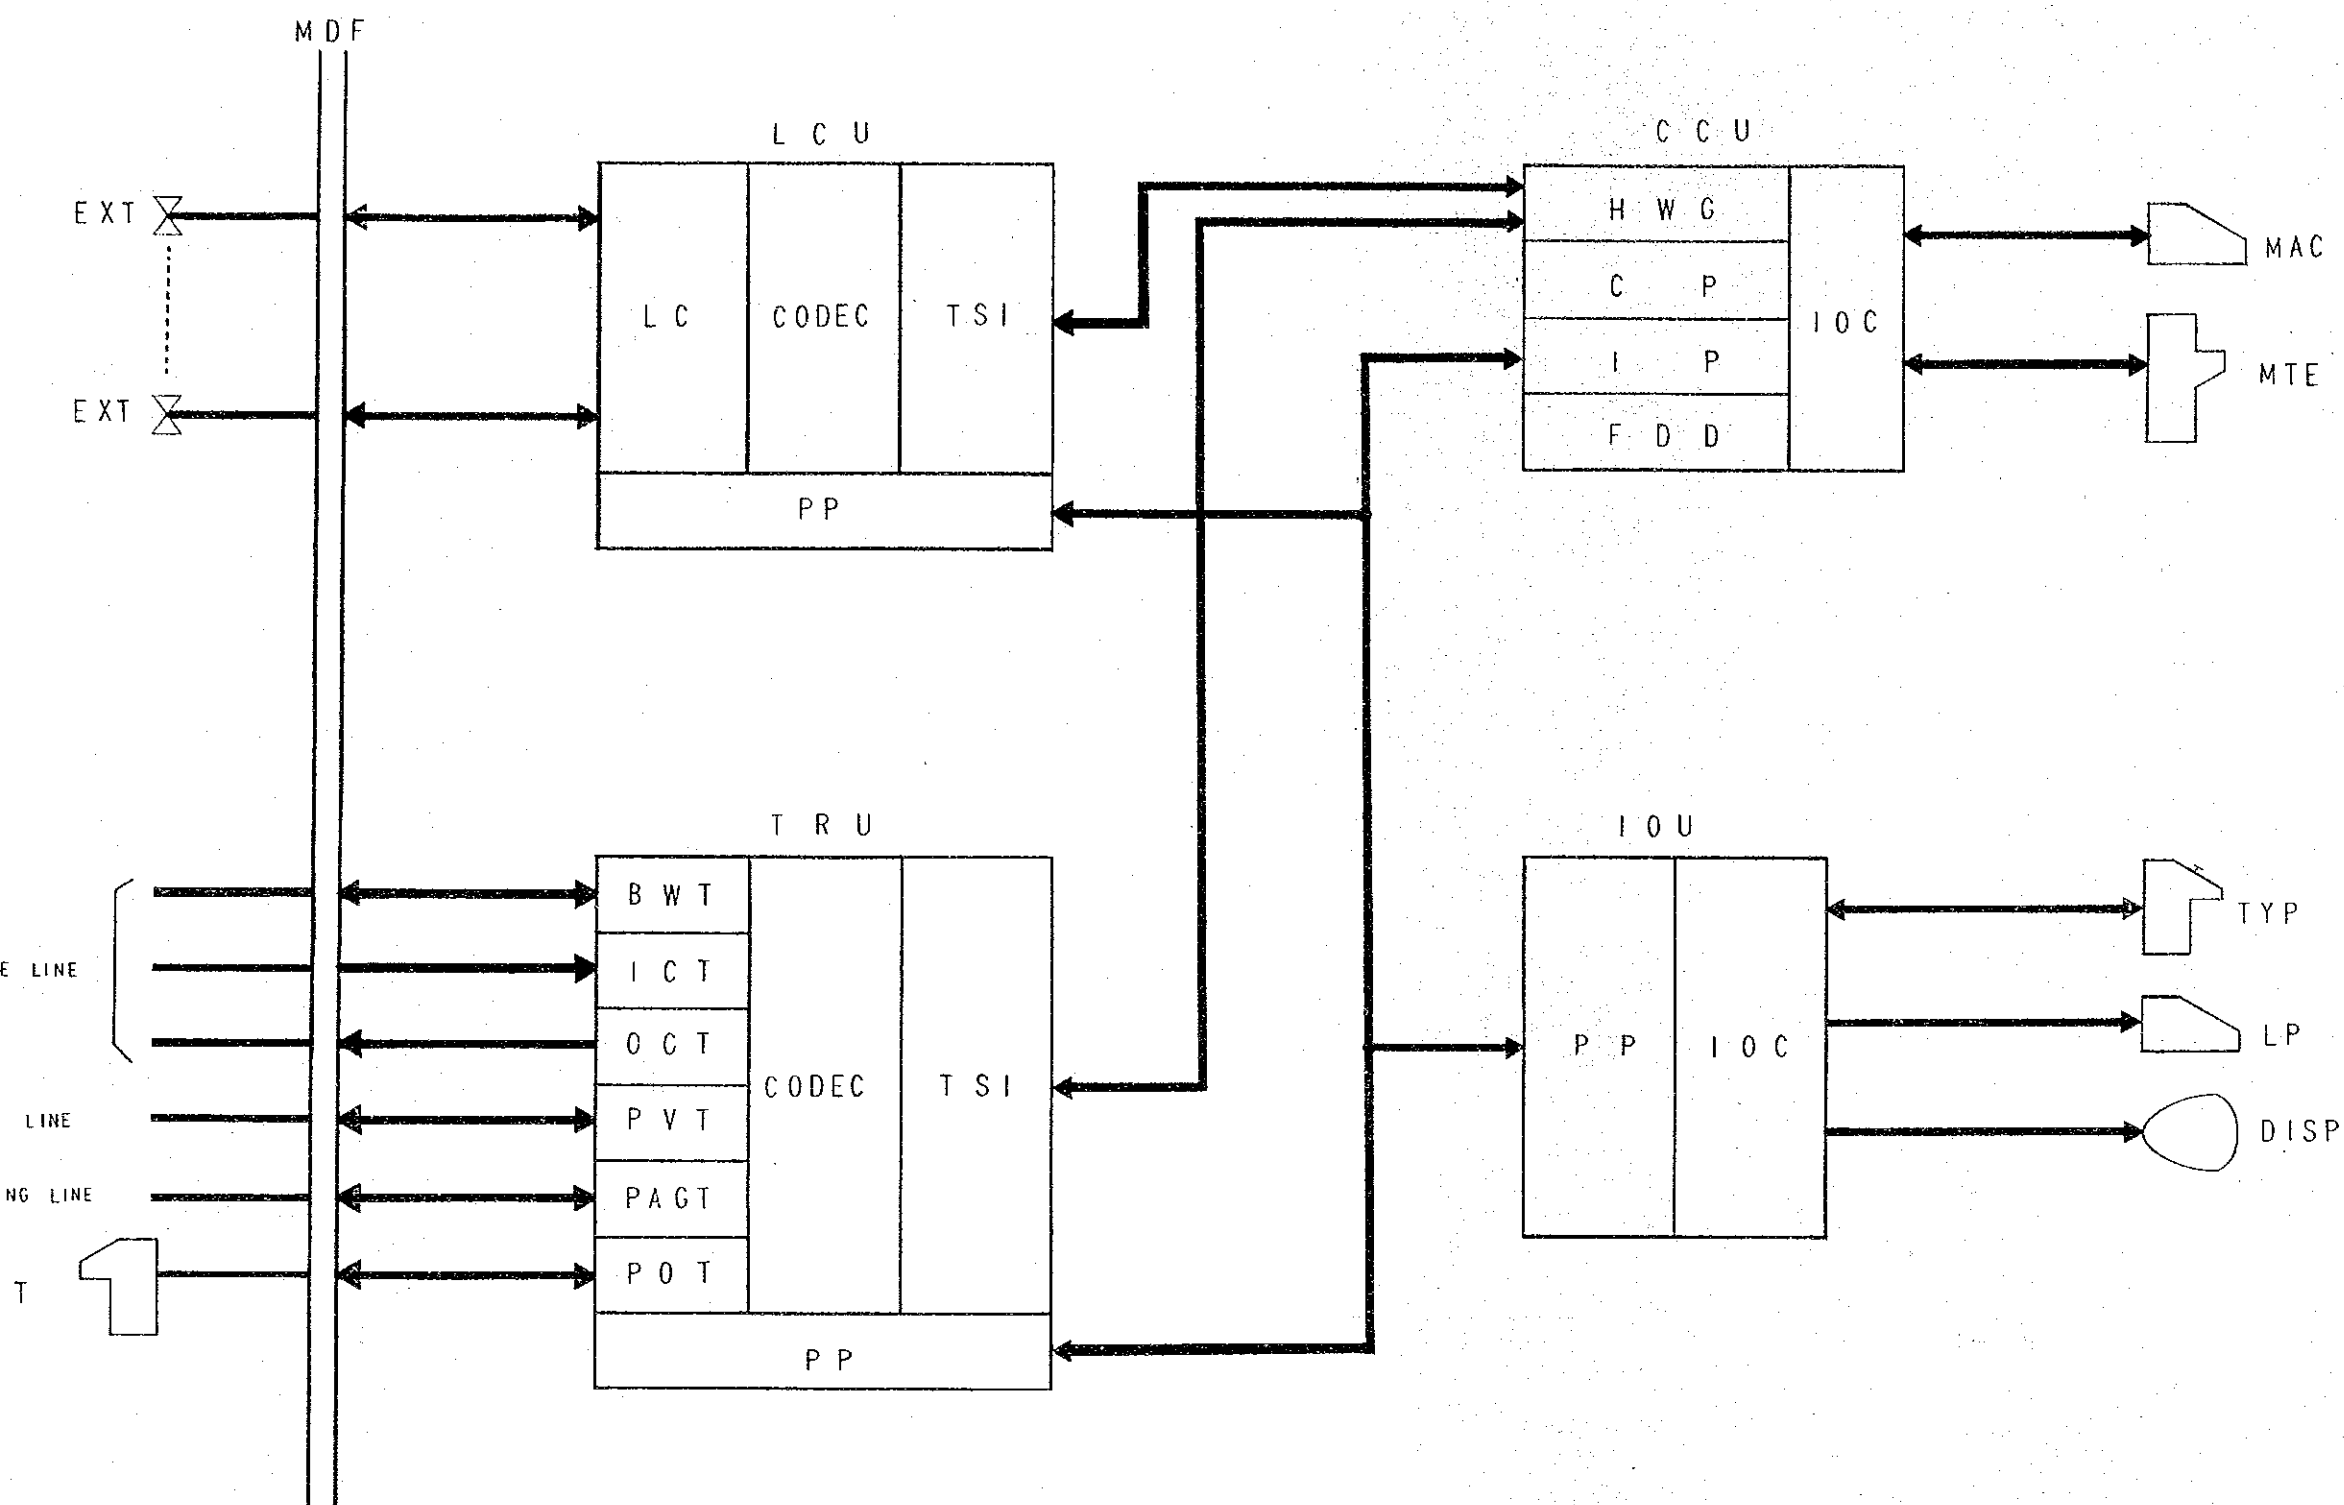 MDF
LCU
CCU
EXT
EXT
LC
CODEC
TSI
PP
HWG
CP
IP
FDD
IOC
MAC
MTE
TRU
BWT
ICT
OCT
PVT
PAGT
POT
CODEC
TSI
PP
E LINE
LINE
NG LINE
T
IOU
PP
IOC
TYP
LP
DISP